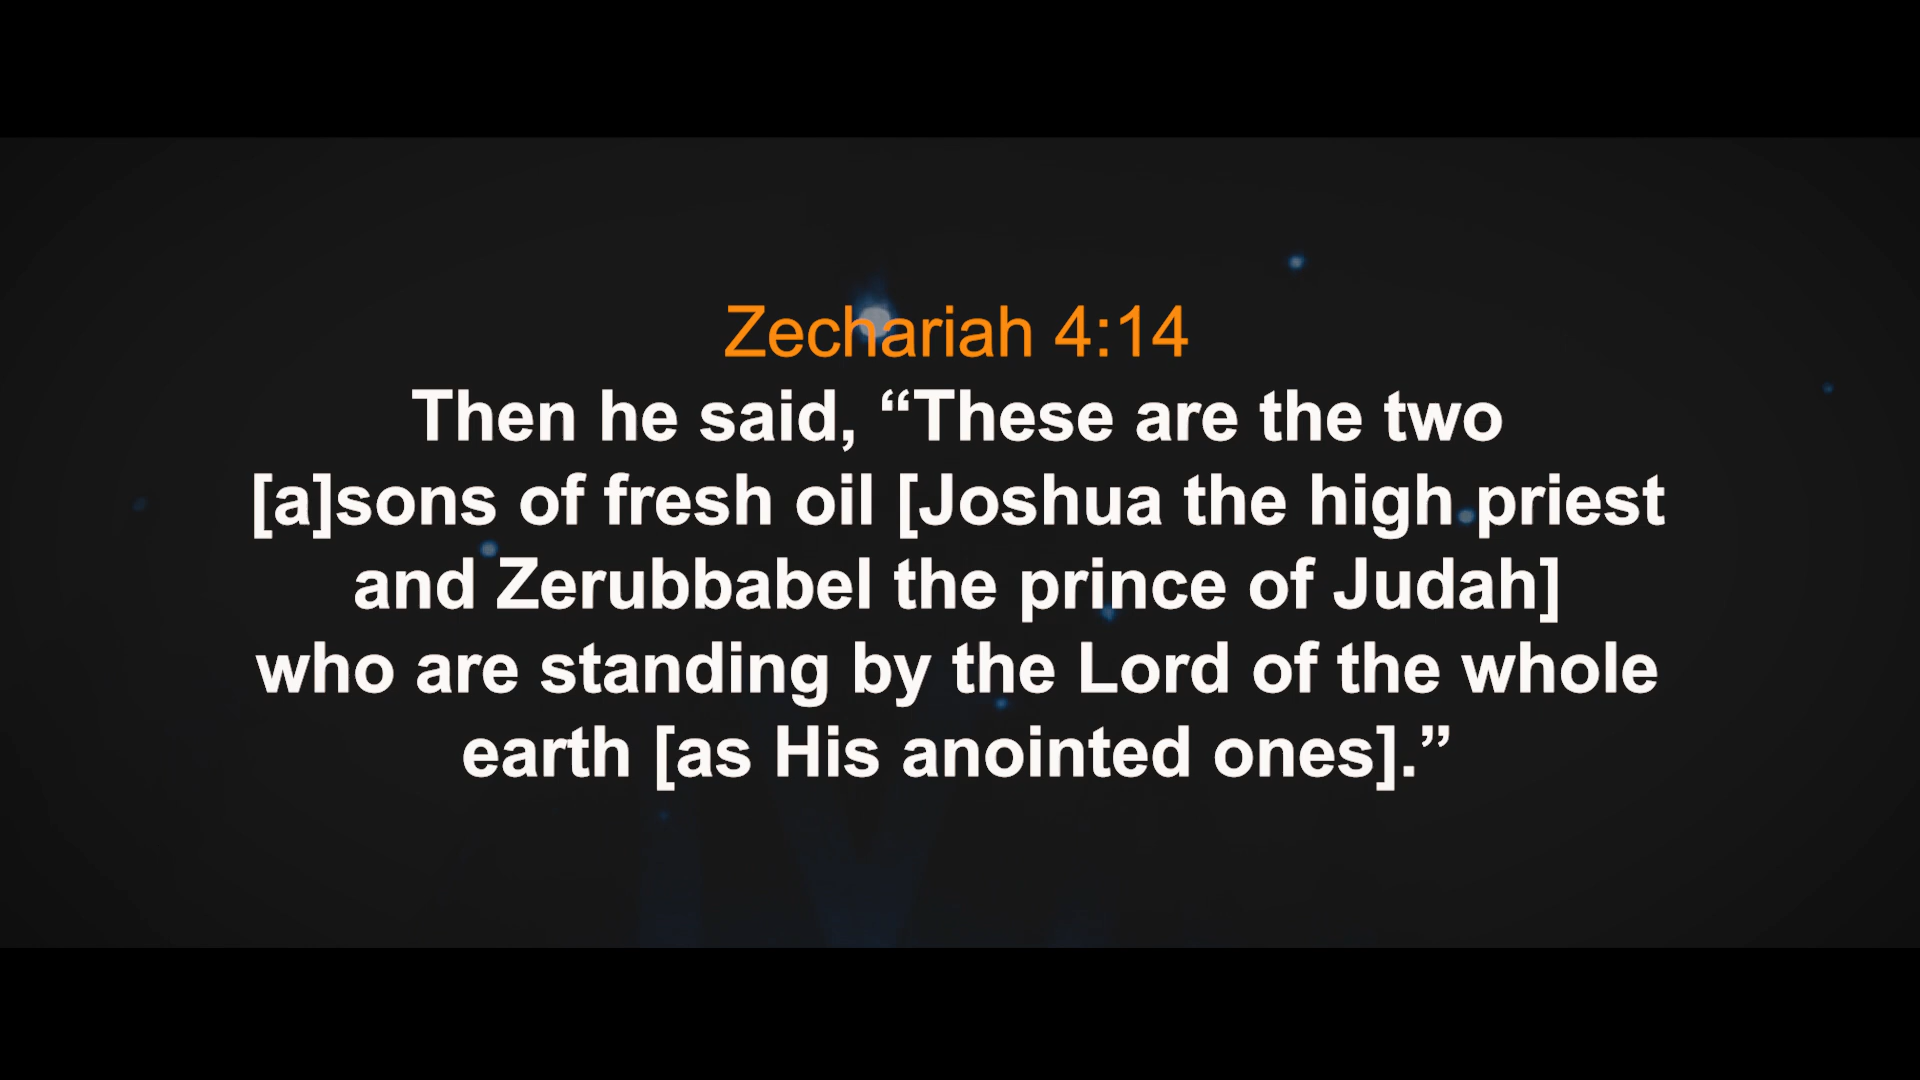 Zechariah 4:14
Then he said, “These are the two
[a]sons of fresh oil [Joshua the high priest
and Zerubbabel the prince of Judah]
who are standing by the Lord of the whole
earth [as His anointed ones].”